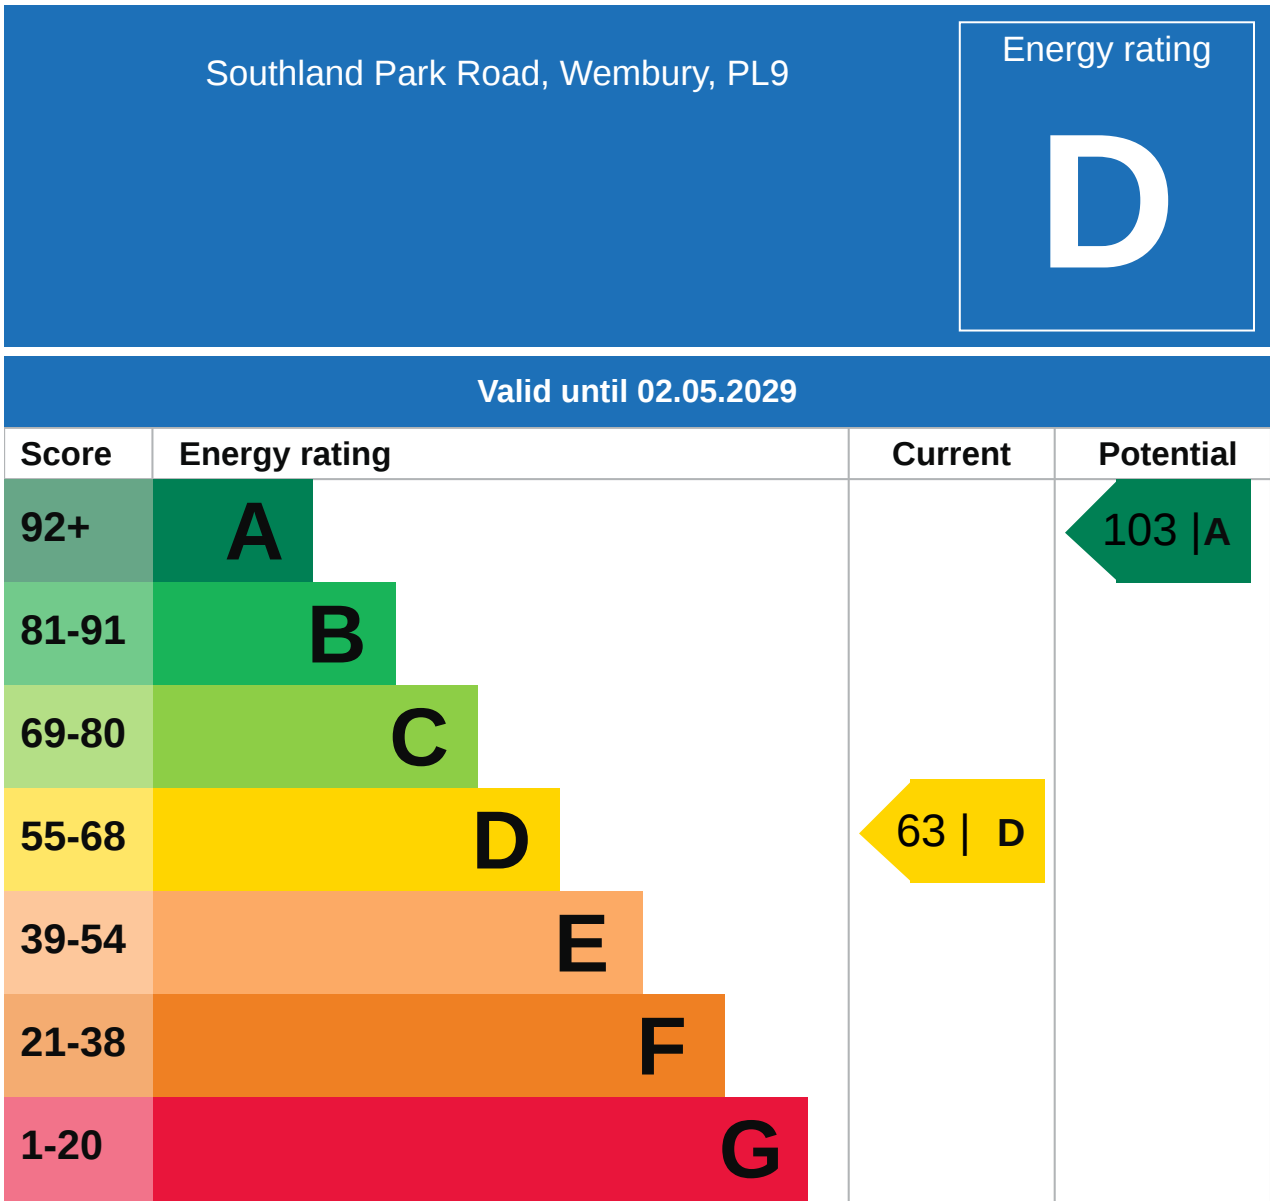 Southland Park Road, Wembury, PL9
Energy rating
D
Valid until 02.05.2029
Score Energy rating Current Potential
92+ A 103 | A
81-91 B
69-80 C
55-68 D 63 | D
39-54 E
21-38 F
1-20 G